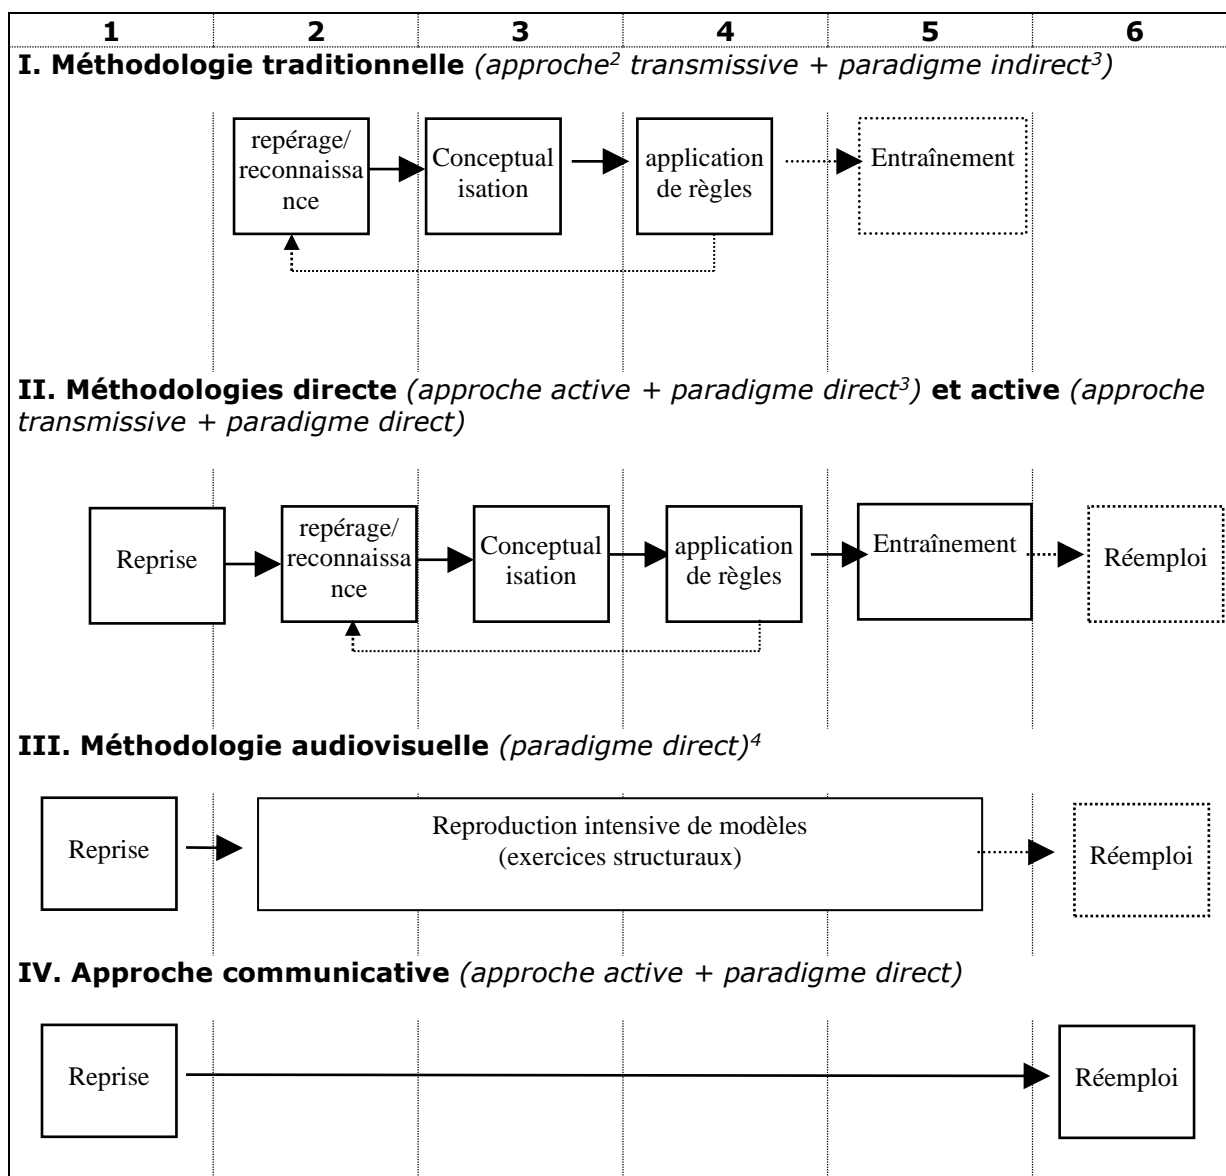 1 2 3 4 5 6
I. Méthodologie traditionnelle (approche² transmissive + paradigme indirect³)
repérage/
reconnaissa
nce
Conceptual
isation
application
de règles
Entraînement
II. Méthodologies directe (approche active + paradigme direct³) et active (approche
transmissive + paradigme direct)
Reprise
repérage/
reconnaissa
nce
Conceptual
isation
application
de règles
Entraînement
Réemploi
III. Méthodologie audiovisuelle (paradigme direct)⁴
Reprise
Reproduction intensive de modèles
(exercices structuraux)
Réemploi
IV. Approche communicative (approche active + paradigme direct)
Reprise
Réemploi